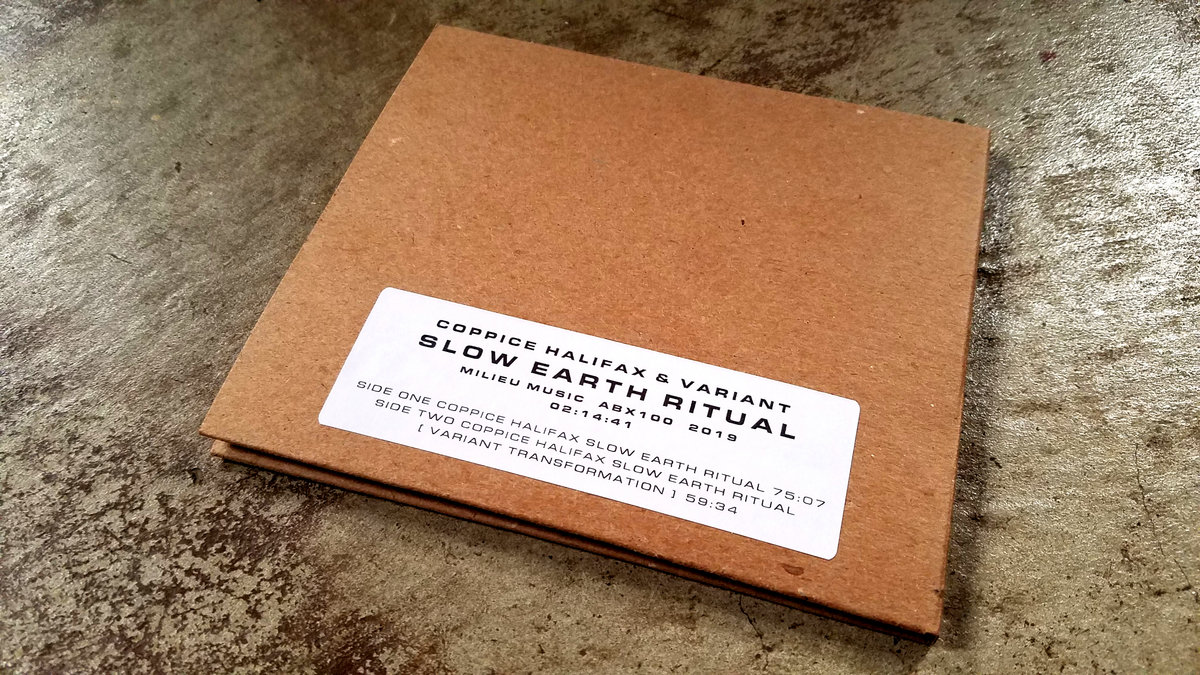 COPPICE HALIFAX & VARIANT
SLOW EARTH RITUAL
MILIEU MUSIC ABX100 2019
02:14:41
SIDE ONE COPPICE HALIFAX SLOW EARTH RITUAL 75:07
SIDE TWO COPPICE HALIFAX SLOW EARTH RITUAL
[ VARIANT TRANSFORMATION ] 59:34